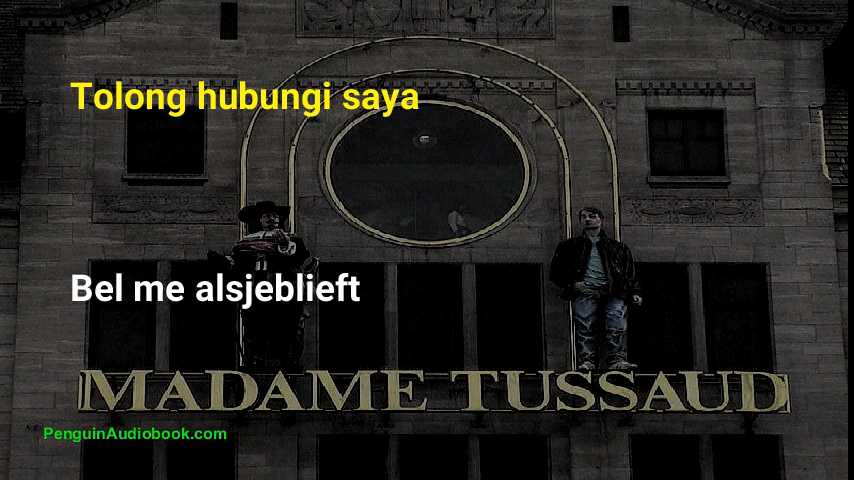 Tolong hubungi saya
Bel me alsjeblieft
MADAME TUSSAUD
PenguinAudiobook.com